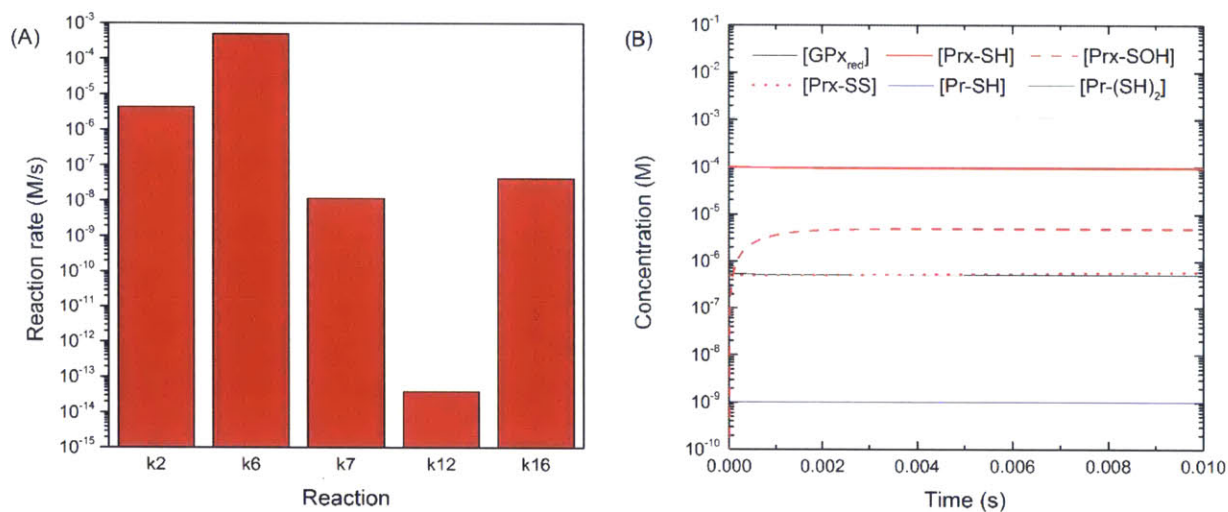 (A)
Reaction rate (M/s)
10⁻³
10⁻⁴
10⁻⁵
10⁻⁶
10⁻⁷
10⁻⁸
10⁻⁹
10⁻¹⁰
10⁻¹¹
10⁻¹²
10⁻¹³
10⁻¹⁴
10⁻¹⁵
k2 k6 k7 k12 k16
Reaction
(B)
Concentration (M)
10⁻¹
10⁻²
10⁻³
10⁻⁴
10⁻⁵
10⁻⁶
10⁻⁷
10⁻⁸
10⁻⁹
10⁻¹⁰
[GPx_red] [Prx-SH] [Prx-SOH]
[Prx-SS] [Pr-SH] [Pr-(SH)₂]
0.000 0.002 0.004 0.006 0.008 0.010
Time (s)